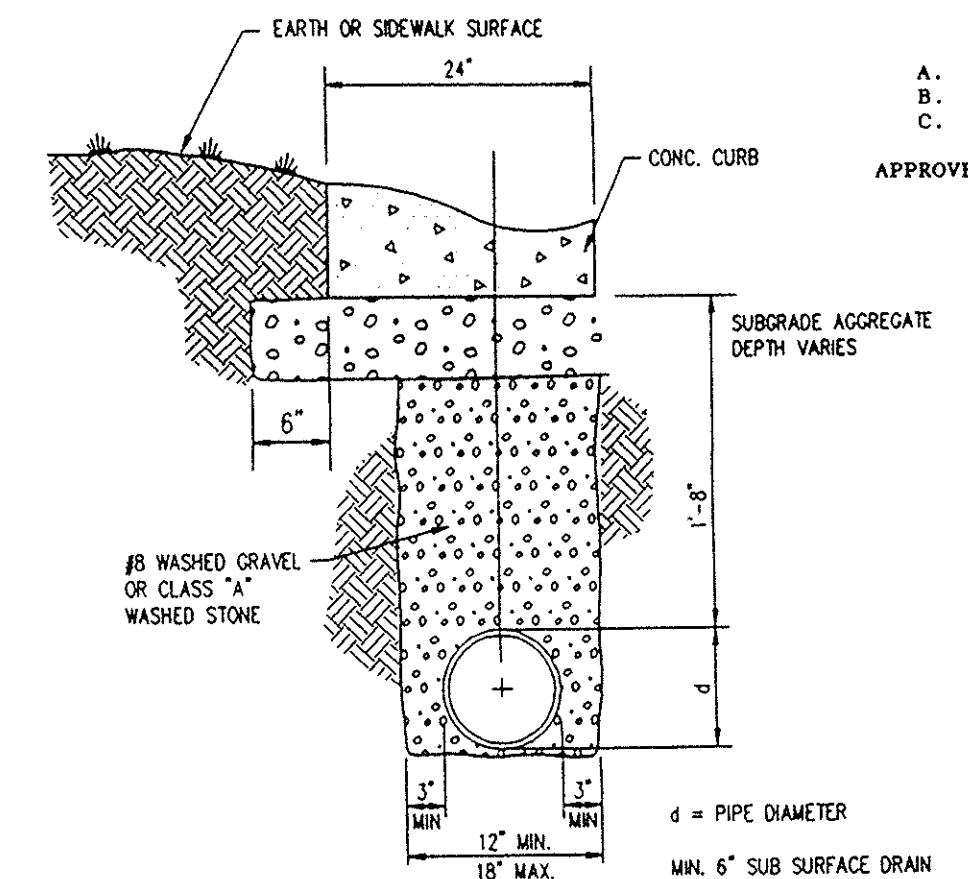 EARTH OR SIDEWALK SURFACE
24"
A.
B.
C.
CONC. CURB
APPROVE
SUBGRADE AGGREGATE
DEPTH VARIES
6"
1'-8"
#8 WASHED GRAVEL
OR CLASS "A"
WASHED STONE
d
3"
MIN
3"
MIN
12" MIN.
18" MAX.
d = PIPE DIAMETER
MIN. 6" SUB SURFACE DRAIN